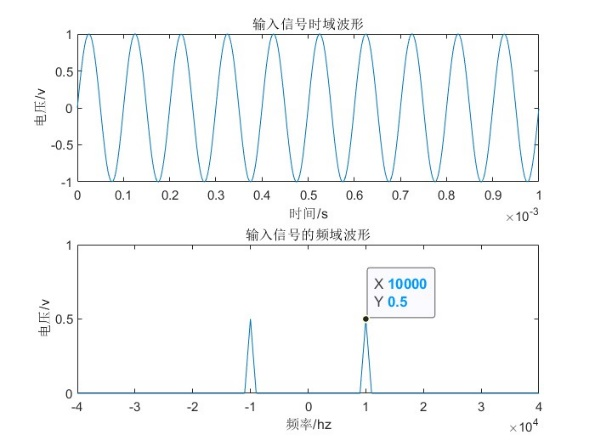 输入信号时域波形
1
0.5
0
-0.5
-1
电压/v
0 0.1 0.2 0.3 0.4 0.5 0.6 0.7 0.8 0.9 1
时间/s
×10-3
输入信号的频域波形
1
0.5
0
电压/v
X 10000
Y 0.5
-4 -3 -2 -1 0 1 2 3 4
频率/hz
×104